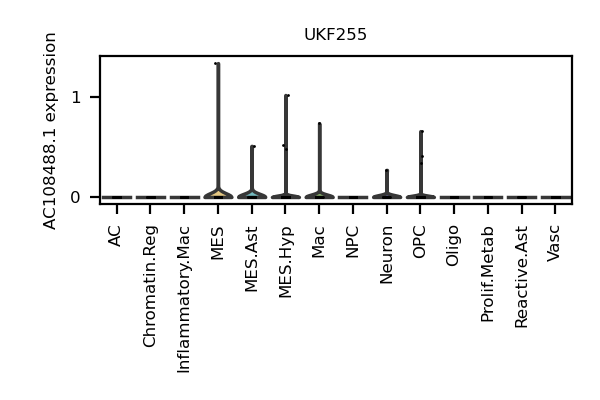 UKF255
AC108488.1 expression
1
0
AC
Chromatin.Reg
Inflammatory.Mac
MES
MES.Ast
MES.Hyp
Mac
NPC
Neuron
OPC
Oligo
Prolif.Metab
Reactive.Ast
Vasc